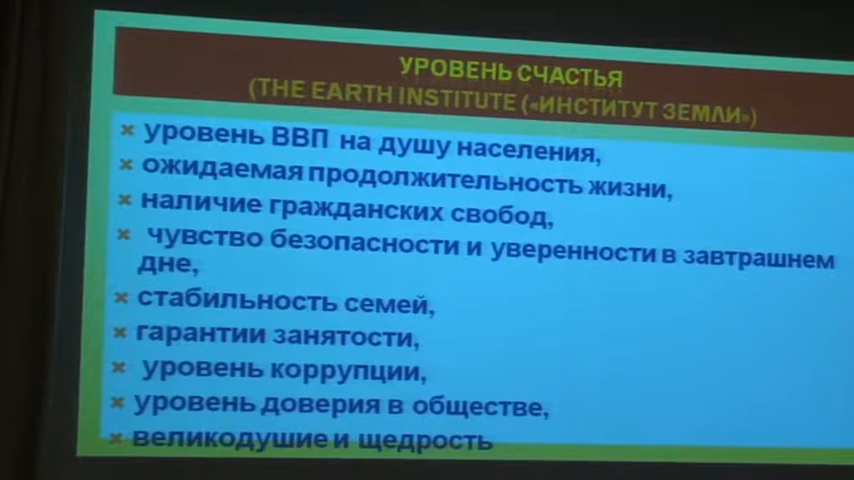 УРОВЕНЬ СЧАСТЬЯ
(THE EARTH INSTITUTE («ИНСТИТУТ ЗЕМЛИ»)
уровень ВВП на душу населения,
ожидаемая продолжительность жизни,
наличие гражданских свобод,
чувство безопасности и уверенности в завтрашнем
дне,
стабильность семей,
гарантии занятости,
уровень коррупции,
уровень доверия в обществе,
великодушие и щедрость